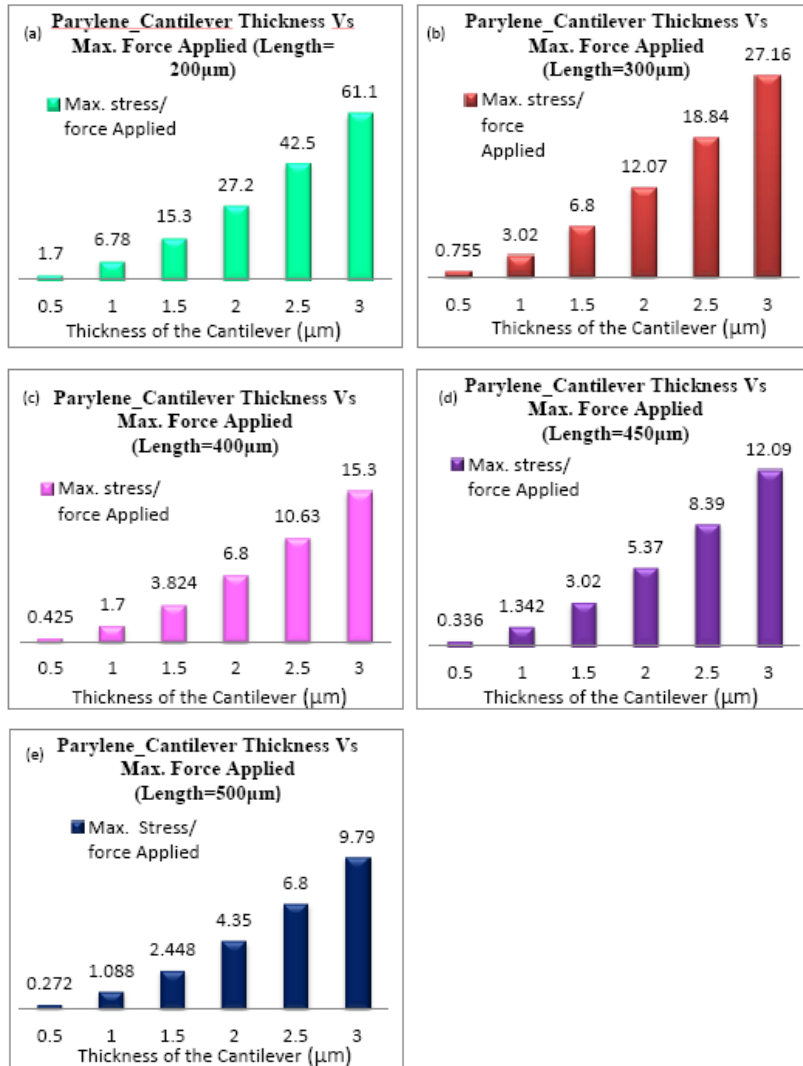 (a)
Parylene_Cantilever Thickness Vs
Max. Force Applied (Length=
200μm)
Max. stress/
force Applied
1.7
6.78
15.3
27.2
42.5
61.1
0.5 1 1.5 2 2.5 3
Thickness of the Cantilever (μm)
(b)
Parylene_Cantilever Thickness Vs
Max. Force Applied
(Length=300μm)
Max. stress/
force
Applied
0.755
3.02
6.8
12.07
18.84
27.16
0.5 1 1.5 2 2.5 3
Thickness of the Cantilever (μm)
(c)
Parylene_Cantilever Thickness Vs
Max. Force Applied
(Length=400μm)
Max. stress/
force Applied
0.425
1.7
3.824
6.8
10.63
15.3
0.5 1 1.5 2 2.5 3
Thickness of the Cantilever (μm)
(d)
Parylene_Cantilever Thickness Vs
Max. Force Applied
(Length=450μm)
Max. stress/
force Applied
0.336
1.342
3.02
5.37
8.39
12.09
0.5 1 1.5 2 2.5 3
Thickness of the Cantilever (μm)
(e)
Parylene_Cantilever Thickness Vs
Max. Force Applied
(Length=500μm)
Max. Stress/
force Applied
0.272
1.088
2.448
4.35
6.8
9.79
0.5 1 1.5 2 2.5 3
Thickness of the Cantilever (μm)